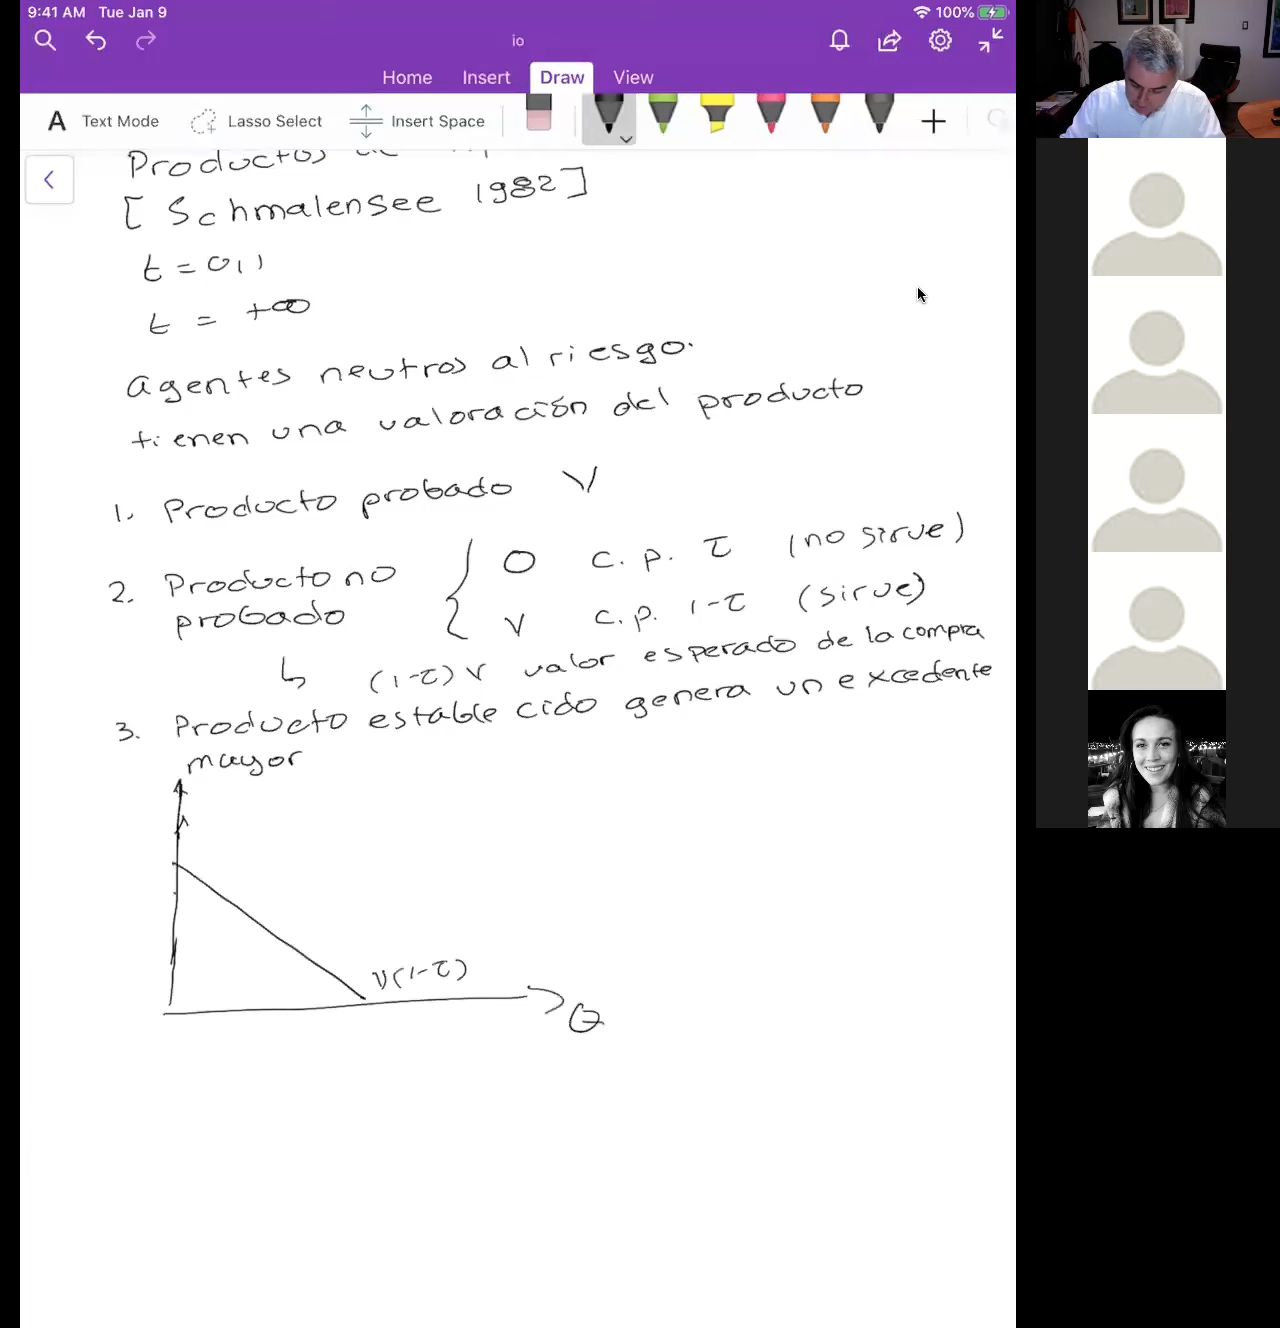 9:41 AM Tue Jan 9
100%
io
Home Insert Draw View
A Text Mode Lasso Select Insert Space
Productos de
[Schmalensee 1982]
t = 0,1
t = +∞
agentes neutros al riesgo.
tienen una valoración del producto
1. Producto probado V
2. Producto no probado
0 c.p. τ (no sirve)
V c.p. 1-τ (sirve)
↳ (1-τ)V valor esperado de la compra
3. Producto establecido genera un excedente
mayor
V(1-τ)